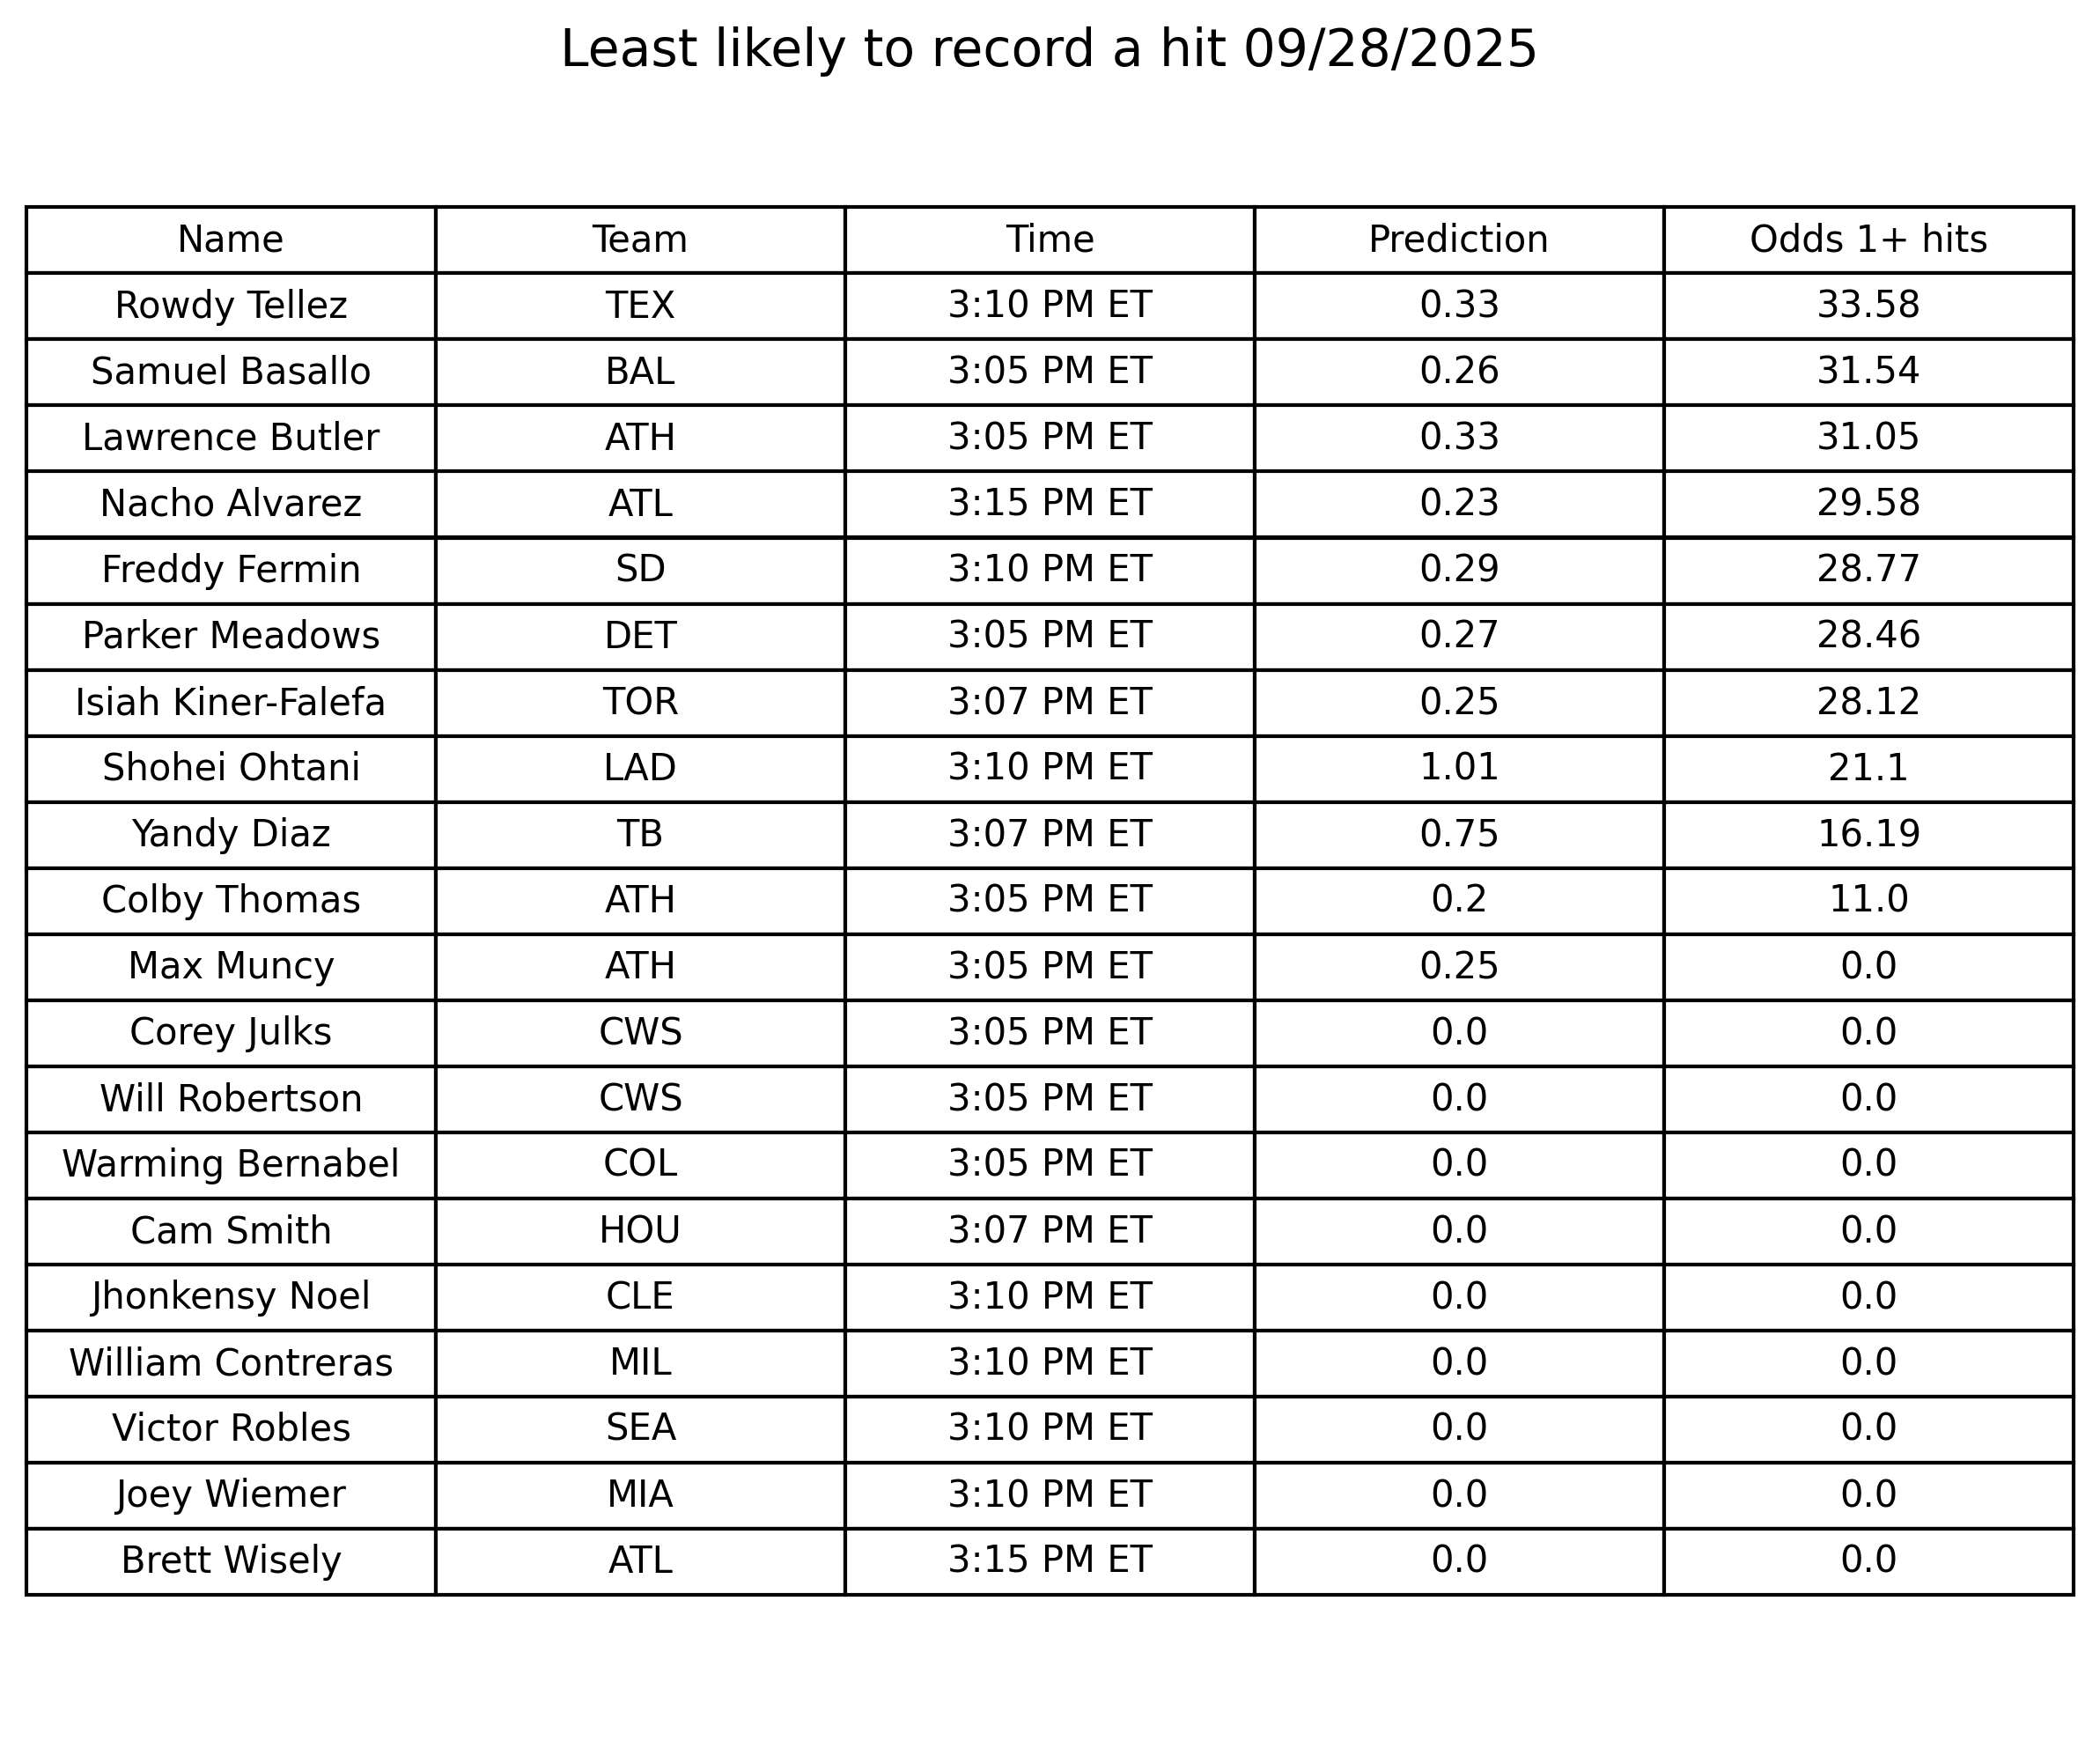 Least likely to record a hit 09/28/2025
Name Team Time Prediction Odds 1+ hits
Rowdy Tellez TEX 3:10 PM ET 0.33 33.58
Samuel Basallo BAL 3:05 PM ET 0.26 31.54
Lawrence Butler ATH 3:05 PM ET 0.33 31.05
Nacho Alvarez ATL 3:15 PM ET 0.23 29.58
Freddy Fermin SD 3:10 PM ET 0.29 28.77
Parker Meadows DET 3:05 PM ET 0.27 28.46
Isiah Kiner-Falefa TOR 3:07 PM ET 0.25 28.12
Shohei Ohtani LAD 3:10 PM ET 1.01 21.1
Yandy Diaz TB 3:07 PM ET 0.75 16.19
Colby Thomas ATH 3:05 PM ET 0.2 11.0
Max Muncy ATH 3:05 PM ET 0.25 0.0
Corey Julks CWS 3:05 PM ET 0.0 0.0
Will Robertson CWS 3:05 PM ET 0.0 0.0
Warming Bernabel COL 3:05 PM ET 0.0 0.0
Cam Smith HOU 3:07 PM ET 0.0 0.0
Jhonkensy Noel CLE 3:10 PM ET 0.0 0.0
William Contreras MIL 3:10 PM ET 0.0 0.0
Victor Robles SEA 3:10 PM ET 0.0 0.0
Joey Wiemer MIA 3:10 PM ET 0.0 0.0
Brett Wisely ATL 3:15 PM ET 0.0 0.0